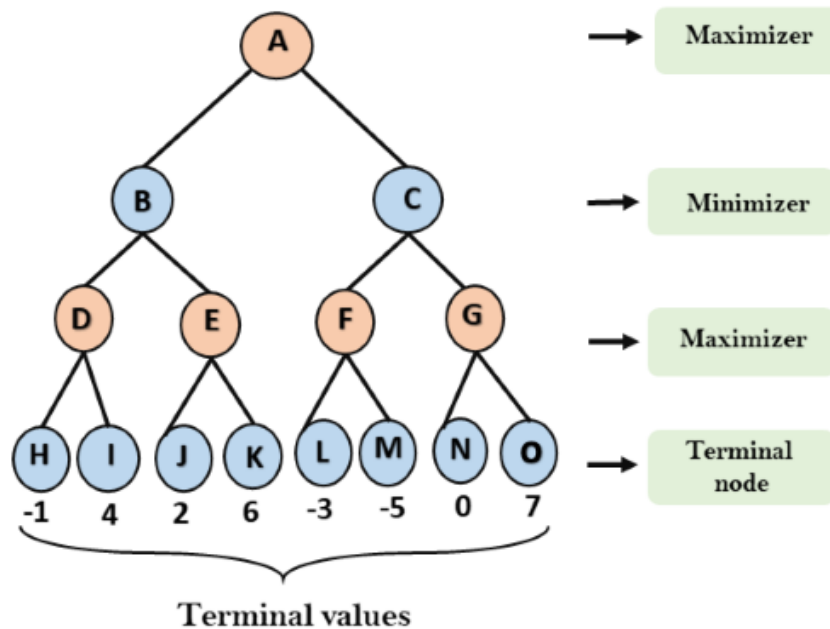 A
Maximizer
B
C
Minimizer
D
E
F
G
Maximizer
H
I
J
K
L
M
N
O
Terminal
node
-1
4
2
6
-3
-5
0
7
Terminal values